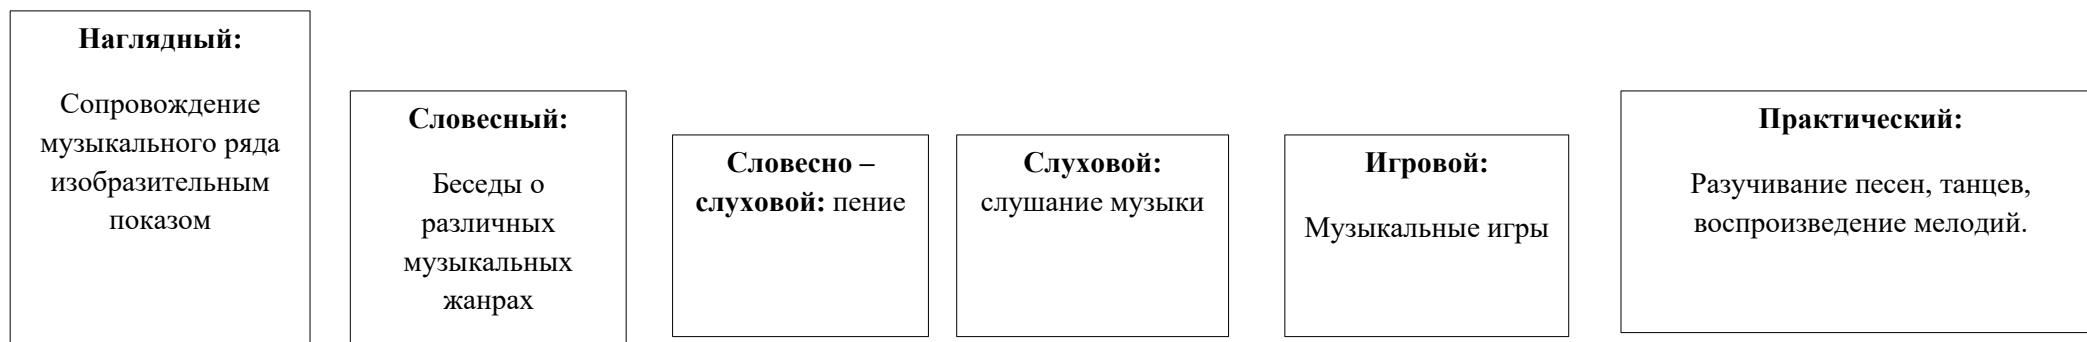 Наглядный:
Сопровождение
музыкального ряда
изобразительным
показом
Словесный:
Беседы о
различных
музыкальных
жанрах
Словесно –
слуховой: пение
Слуховой:
слушание музыки
Игровой:
Музыкальные игры
Практический:
Разучивание песен, танцев,
воспроизведение мелодий.